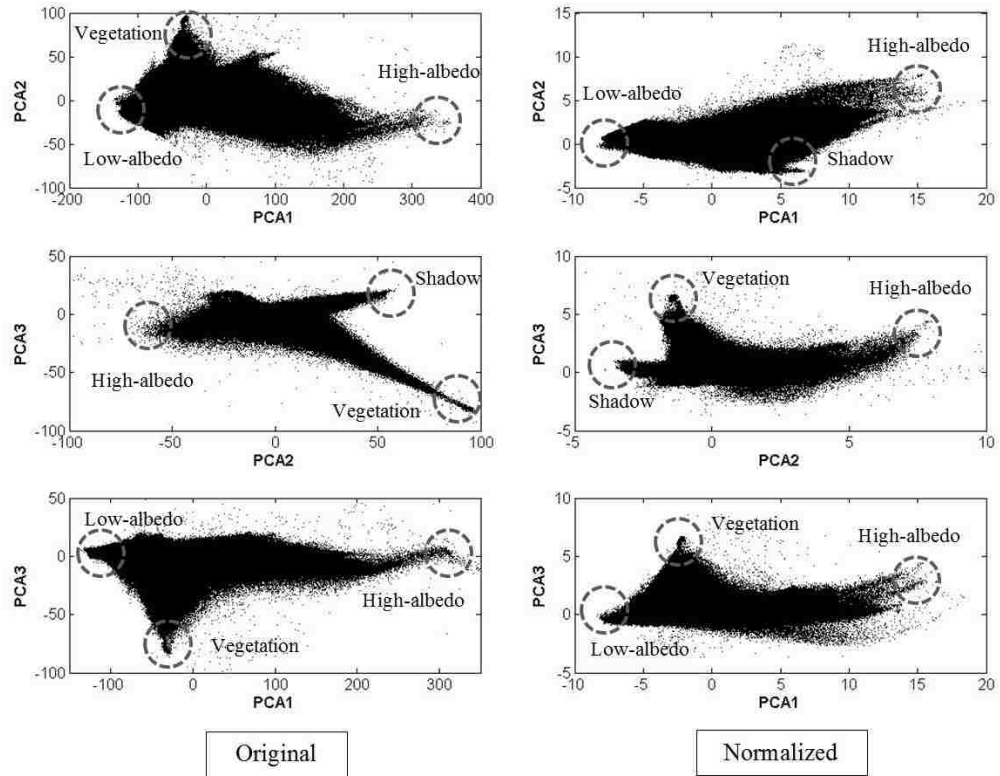 100
50
0
-50
-100
PCA2
Vegetation
High-albedo
Low-albedo
-200
-100
0
100
200
300
400
PCA1
15
10
5
0
-5
PCA2
High-albedo
Low-albedo
Shadow
-10
-5
0
5
10
15
20
PCA1
50
0
-50
-100
PCA3
Shadow
High-albedo
Vegetation
-100
-50
0
50
100
PCA2
10
5
0
-5
PCA3
Vegetation
High-albedo
Shadow
-5
0
5
10
PCA2
50
0
-50
-100
PCA3
Low-albedo
High-albedo
Vegetation
-100
0
100
200
300
PCA1
10
5
0
-5
PCA3
Vegetation
High-albedo
Low-albedo
-10
-5
0
5
10
15
20
PCA1
Original
Normalized